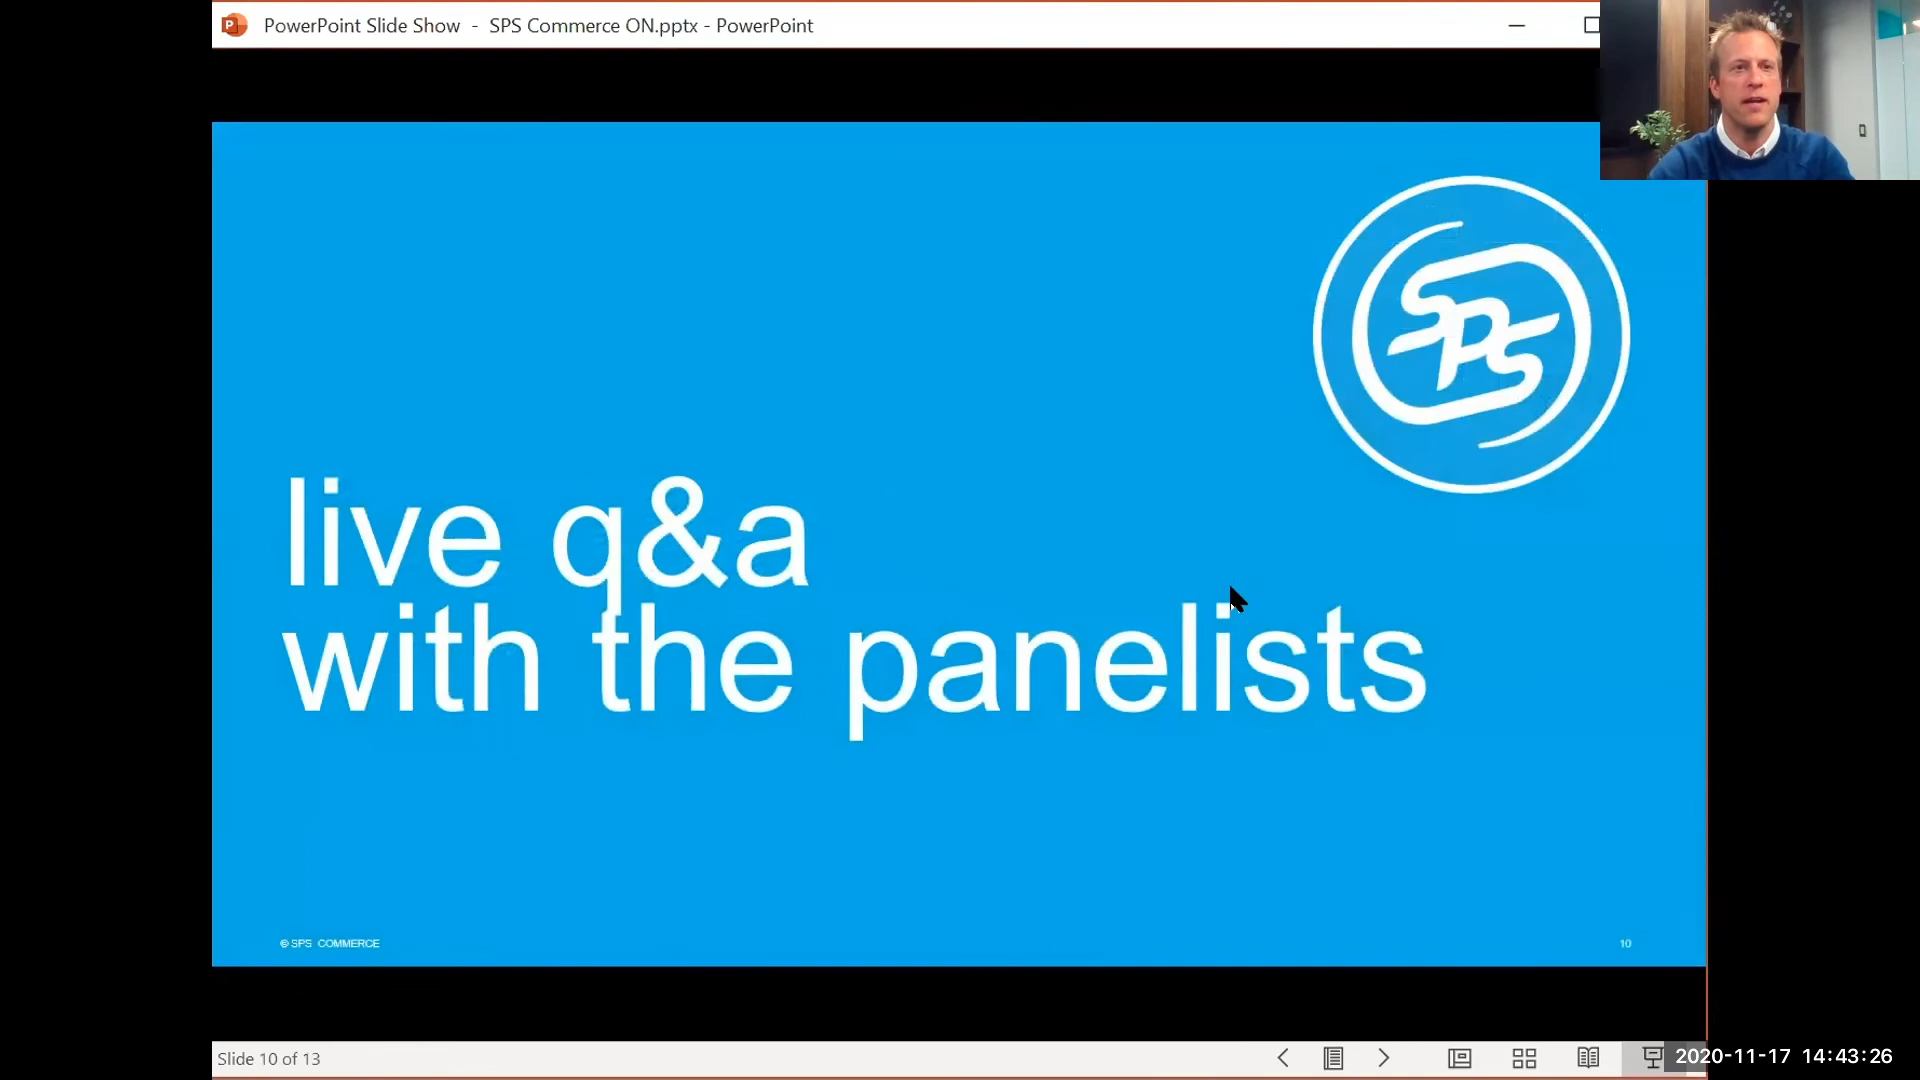 PowerPoint Slide Show - SPS Commerce ON.pptx - PowerPoint
SPS
live q&a
with the panelists
© SPS COMMERCE
10
Slide 10 of 13
2020-11-17 14:43:26